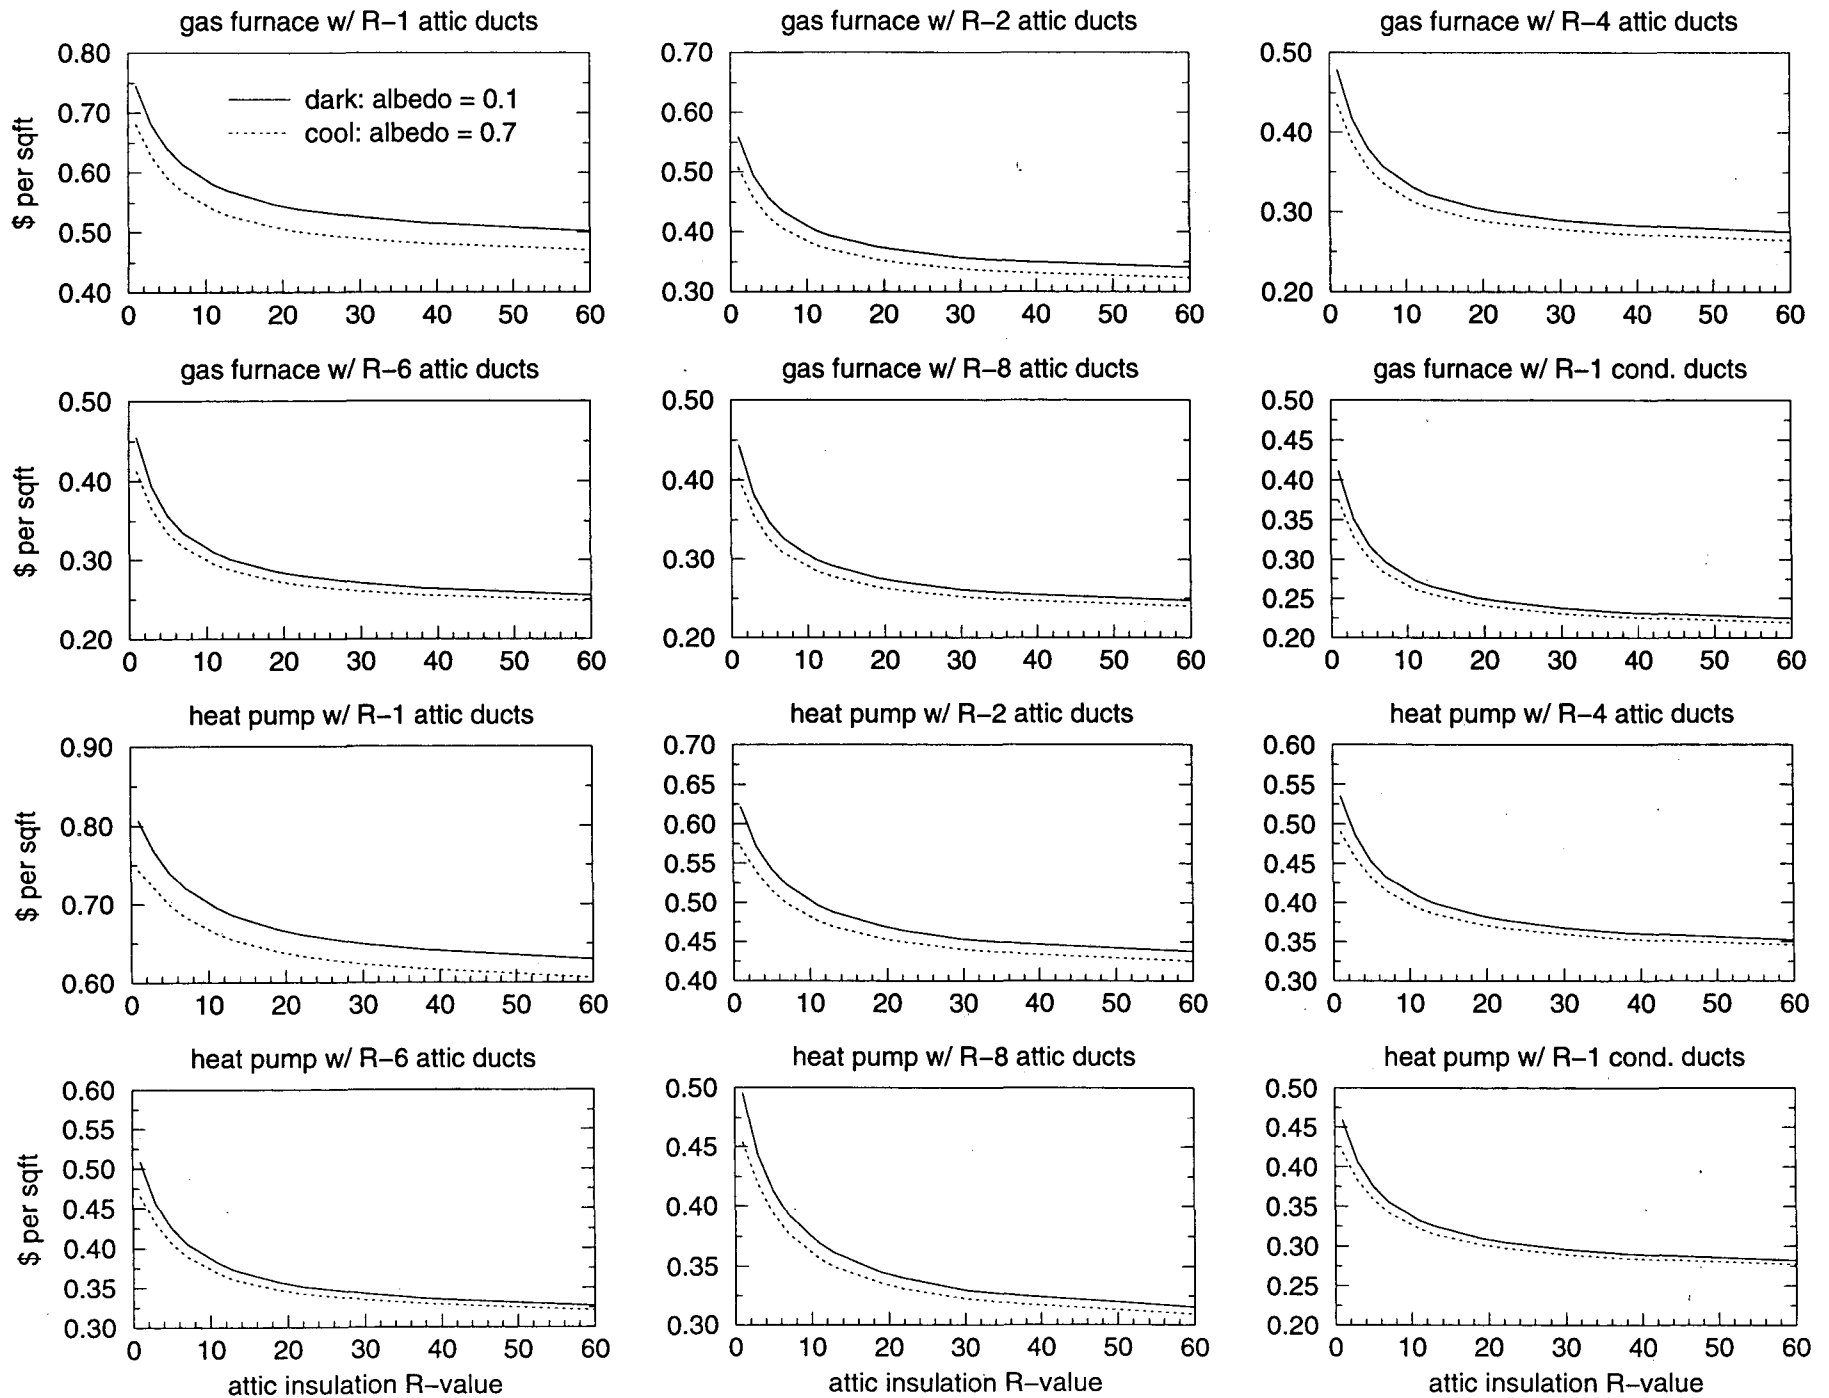 gas furnace w/ R−1 attic ducts
0.80
0.70
0.60
0.50
0.40
$ per sqft
dark: albedo = 0.1
cool: albedo = 0.7
0 10 20 30 40 50 60
gas furnace w/ R−2 attic ducts
0.70
0.60
0.50
0.40
0.30
0 10 20 30 40 50 60
gas furnace w/ R−4 attic ducts
0.50
0.40
0.30
0.20
0 10 20 30 40 50 60
gas furnace w/ R−6 attic ducts
0.50
0.40
0.30
0.20
$ per sqft
0 10 20 30 40 50 60
gas furnace w/ R−8 attic ducts
0.50
0.40
0.30
0.20
0 10 20 30 40 50 60
gas furnace w/ R−1 cond. ducts
0.50
0.45
0.40
0.35
0.30
0.25
0.20
0 10 20 30 40 50 60
heat pump w/ R−1 attic ducts
0.90
0.80
0.70
0.60
$ per sqft
0 10 20 30 40 50 60
heat pump w/ R−2 attic ducts
0.70
0.65
0.60
0.55
0.50
0.45
0.40
0 10 20 30 40 50 60
heat pump w/ R−4 attic ducts
0.60
0.55
0.50
0.45
0.40
0.35
0.30
0 10 20 30 40 50 60
heat pump w/ R−6 attic ducts
0.60
0.55
0.50
0.45
0.40
0.35
0.30
$ per sqft
0 10 20 30 40 50 60
attic insulation R−value
heat pump w/ R−8 attic ducts
0.50
0.45
0.40
0.35
0.30
0 10 20 30 40 50 60
attic insulation R−value
heat pump w/ R−1 cond. ducts
0.50
0.45
0.40
0.35
0.30
0.25
0.20
0 10 20 30 40 50 60
attic insulation R−value